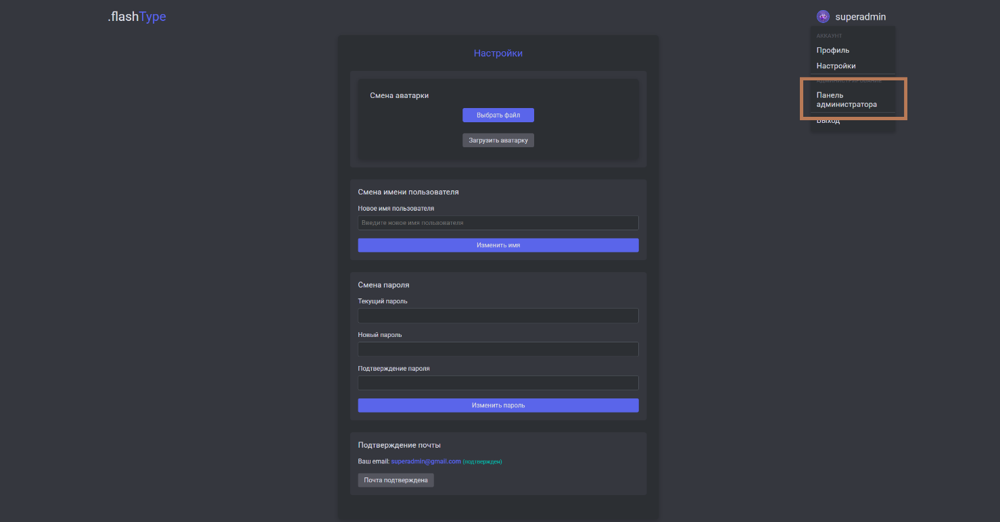 .flashType
superadmin
АККАУНТ
Профиль
Настройки
АДМИНИСТРИРОВАНИЕ
Панель
администратора
Выход
Настройки
Смена аватарки
Выбрать файл
Загрузить аватарку
Смена имени пользователя
Новое имя пользователя
Введите новое имя пользователя
Изменить имя
Смена пароля
Текущий пароль
Новый пароль
Подтверждение пароля
Изменить пароль
Подтверждение почты
Ваш email: superadmin@gmail.com (подтвержден)
Почта подтверждена